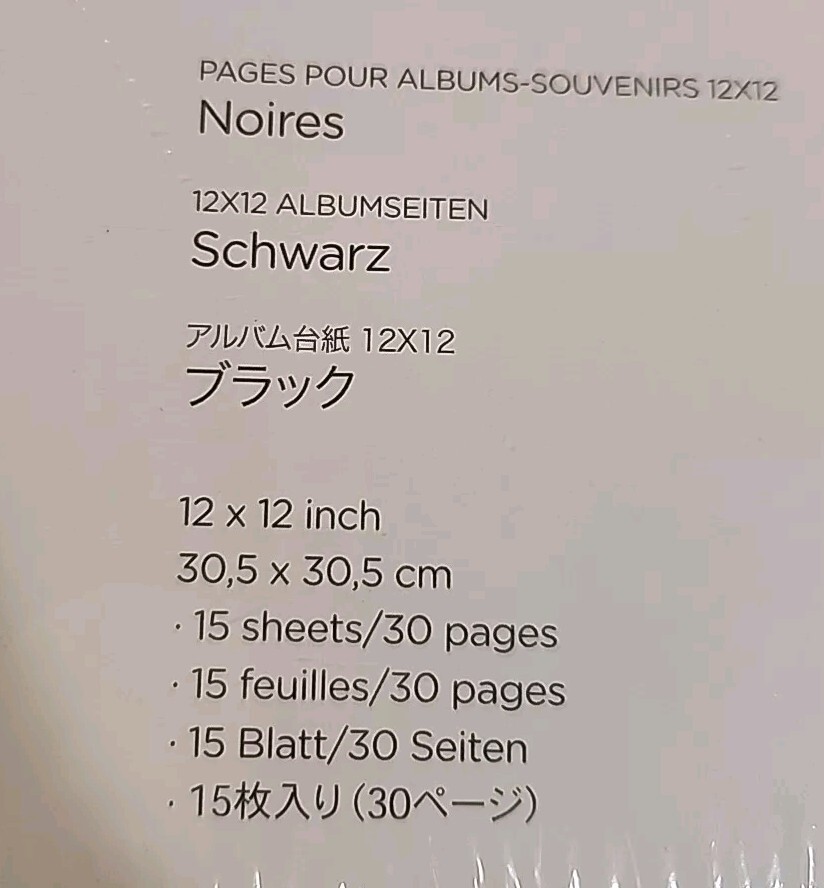 PAGES POUR ALBUMS-SOUVENIRS 12X12
Noires
12X12 ALBUMSEITEN
Schwarz
アルバム台紙 12X12
ブラック
12 x 12 inch
30,5 x 30,5 cm
· 15 sheets/30 pages
· 15 feuilles/30 pages
· 15 Blatt/30 Seiten
· 15枚入り(30ページ)